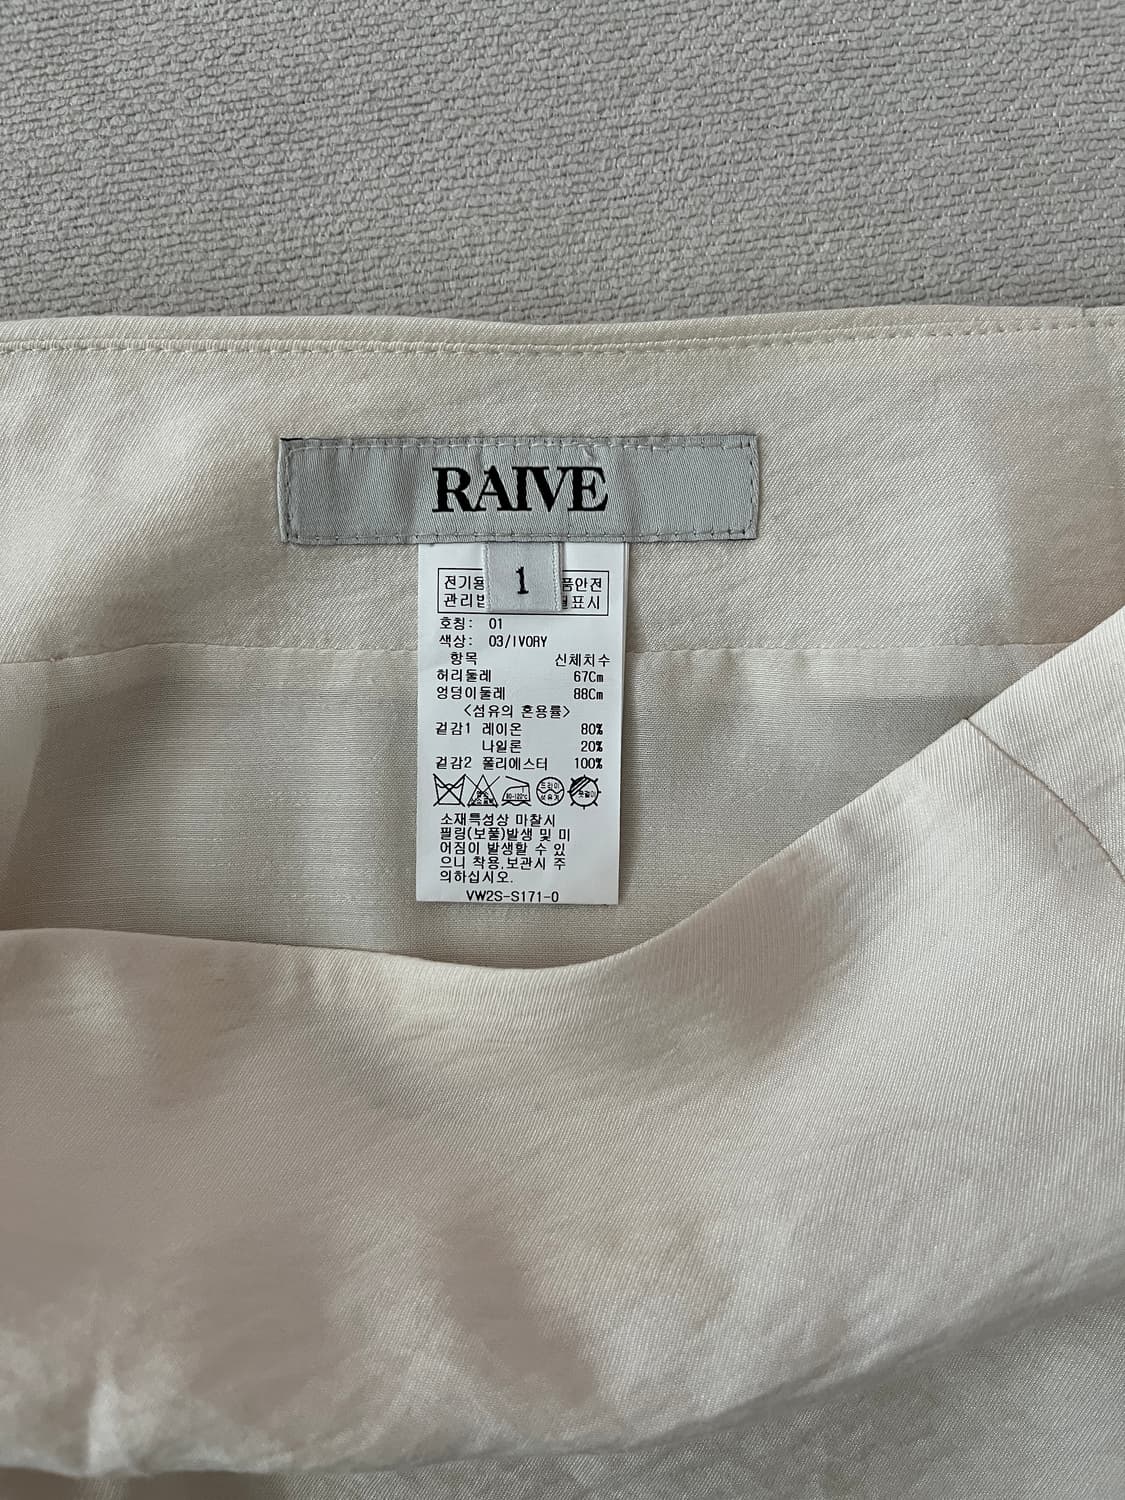 RAIVE
1
전기용 품안전
관리법 표시
호칭: 01
색상: 03/IVORY
항목 신체치수
허리둘레 67Cm
엉덩이둘레 88Cm
<섬유의 혼용률>
겉감1 레이온 80%
나일론 20%
겉감2 폴리에스터 100%
80-120℃
소재특성상 마찰시
필링(보풀)발생 및 미
어짐이 발생할 수 있
으니 착용,보관시 주
의하십시오.
VW2S-S171-0